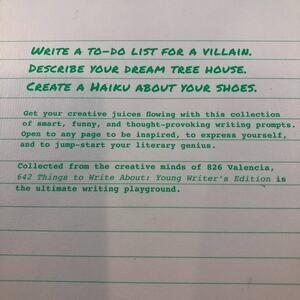 Write a to-do list for a villain.
Describe your dream tree house.
Create a Haiku about your shoes.
Get your creative juices flowing with this collection
of smart, funny, and thought-provoking writing prompts.
Open to any page to be inspired, to express yourself,
and to jump-start your literary genius.
Collected from the creative minds of 826 Valencia,
642 Things to Write About: Young Writer's Edition is
the ultimate writing playground.